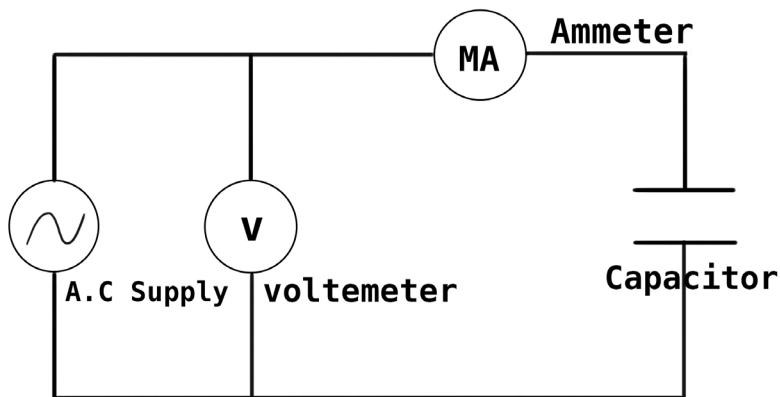 Ammeter
MA
V
A.C Supply
voltemeter
Capacitor